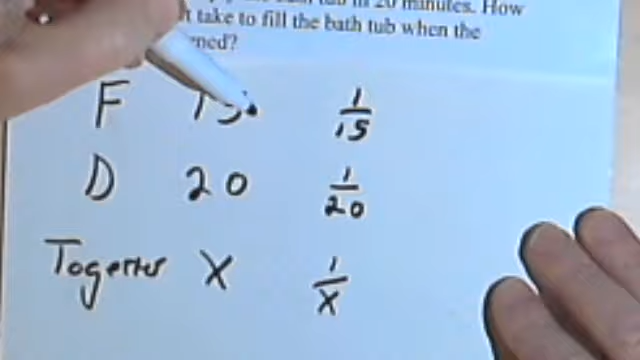 tub in 20 minutes. How
take to fill the bath tub when the
F 15 1/15
D 20 1/20
Together X 1/X